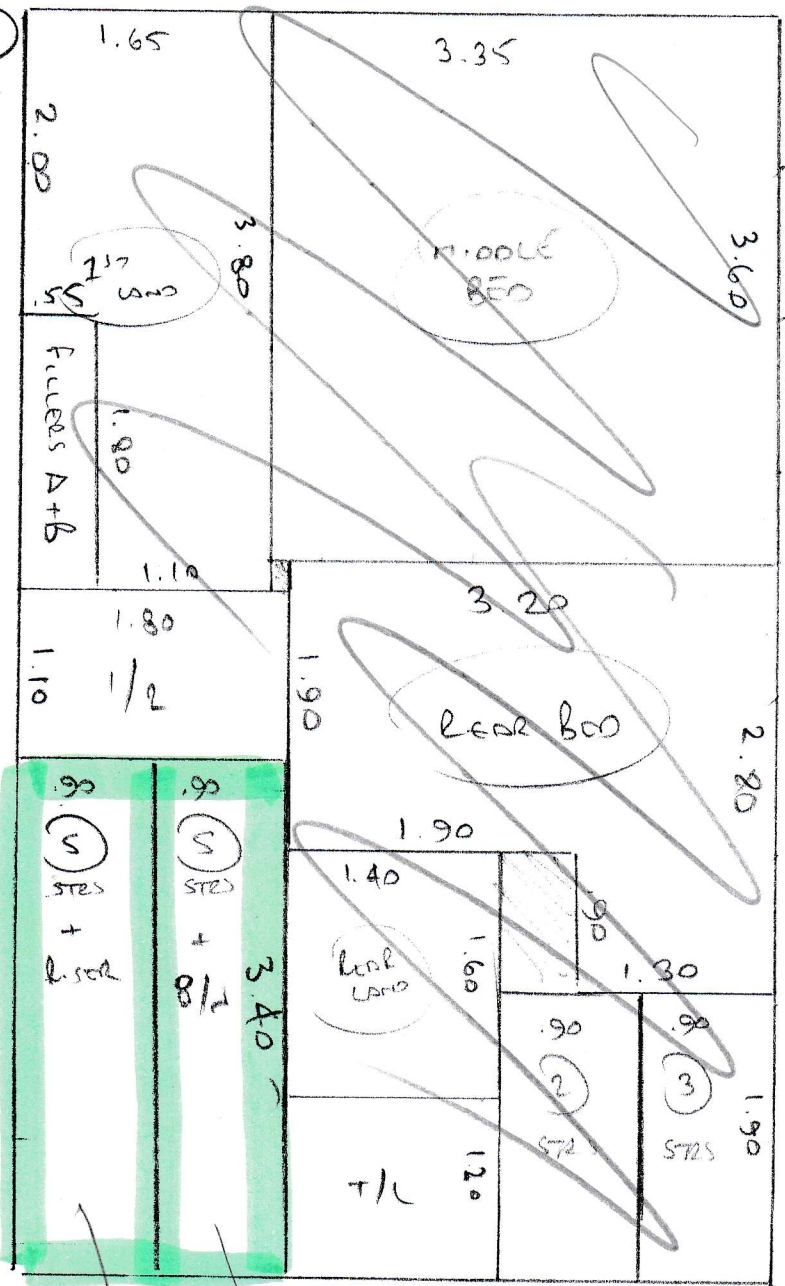 1.65
3.35
2.00
3.80
3.60
MIDDLE
BED
1ST
LAND
.55
FILLERS A+B
1.80
1.10
1.80
1/2
1.10
3.20
1.90
REAR BED
2.80
1.90
1.40
REAR
LAND
1.60
.90
1.30
.90
2
STRS
.90
3
STRS
1.90
.90
5
STRS
+
RISER
.90
5
STRS
+
3.40
T/L
1.20